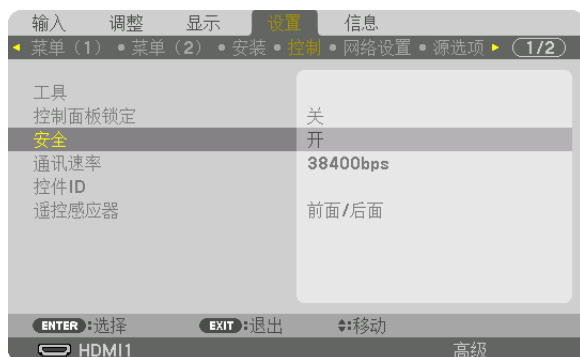 输入 调整 显示 设置 信息
◂ 菜单（1） ● 菜单（2） ● 安装 ● 控制 ● 网络设置 ● 源选项 ▸ 1/2
工具
控制面板锁定 关
安全 开
通讯速率 38400bps
控件ID
遥控感应器 前面/后面
ENTER:选择 EXIT:退出 ◆:移动
HDMI1 高级